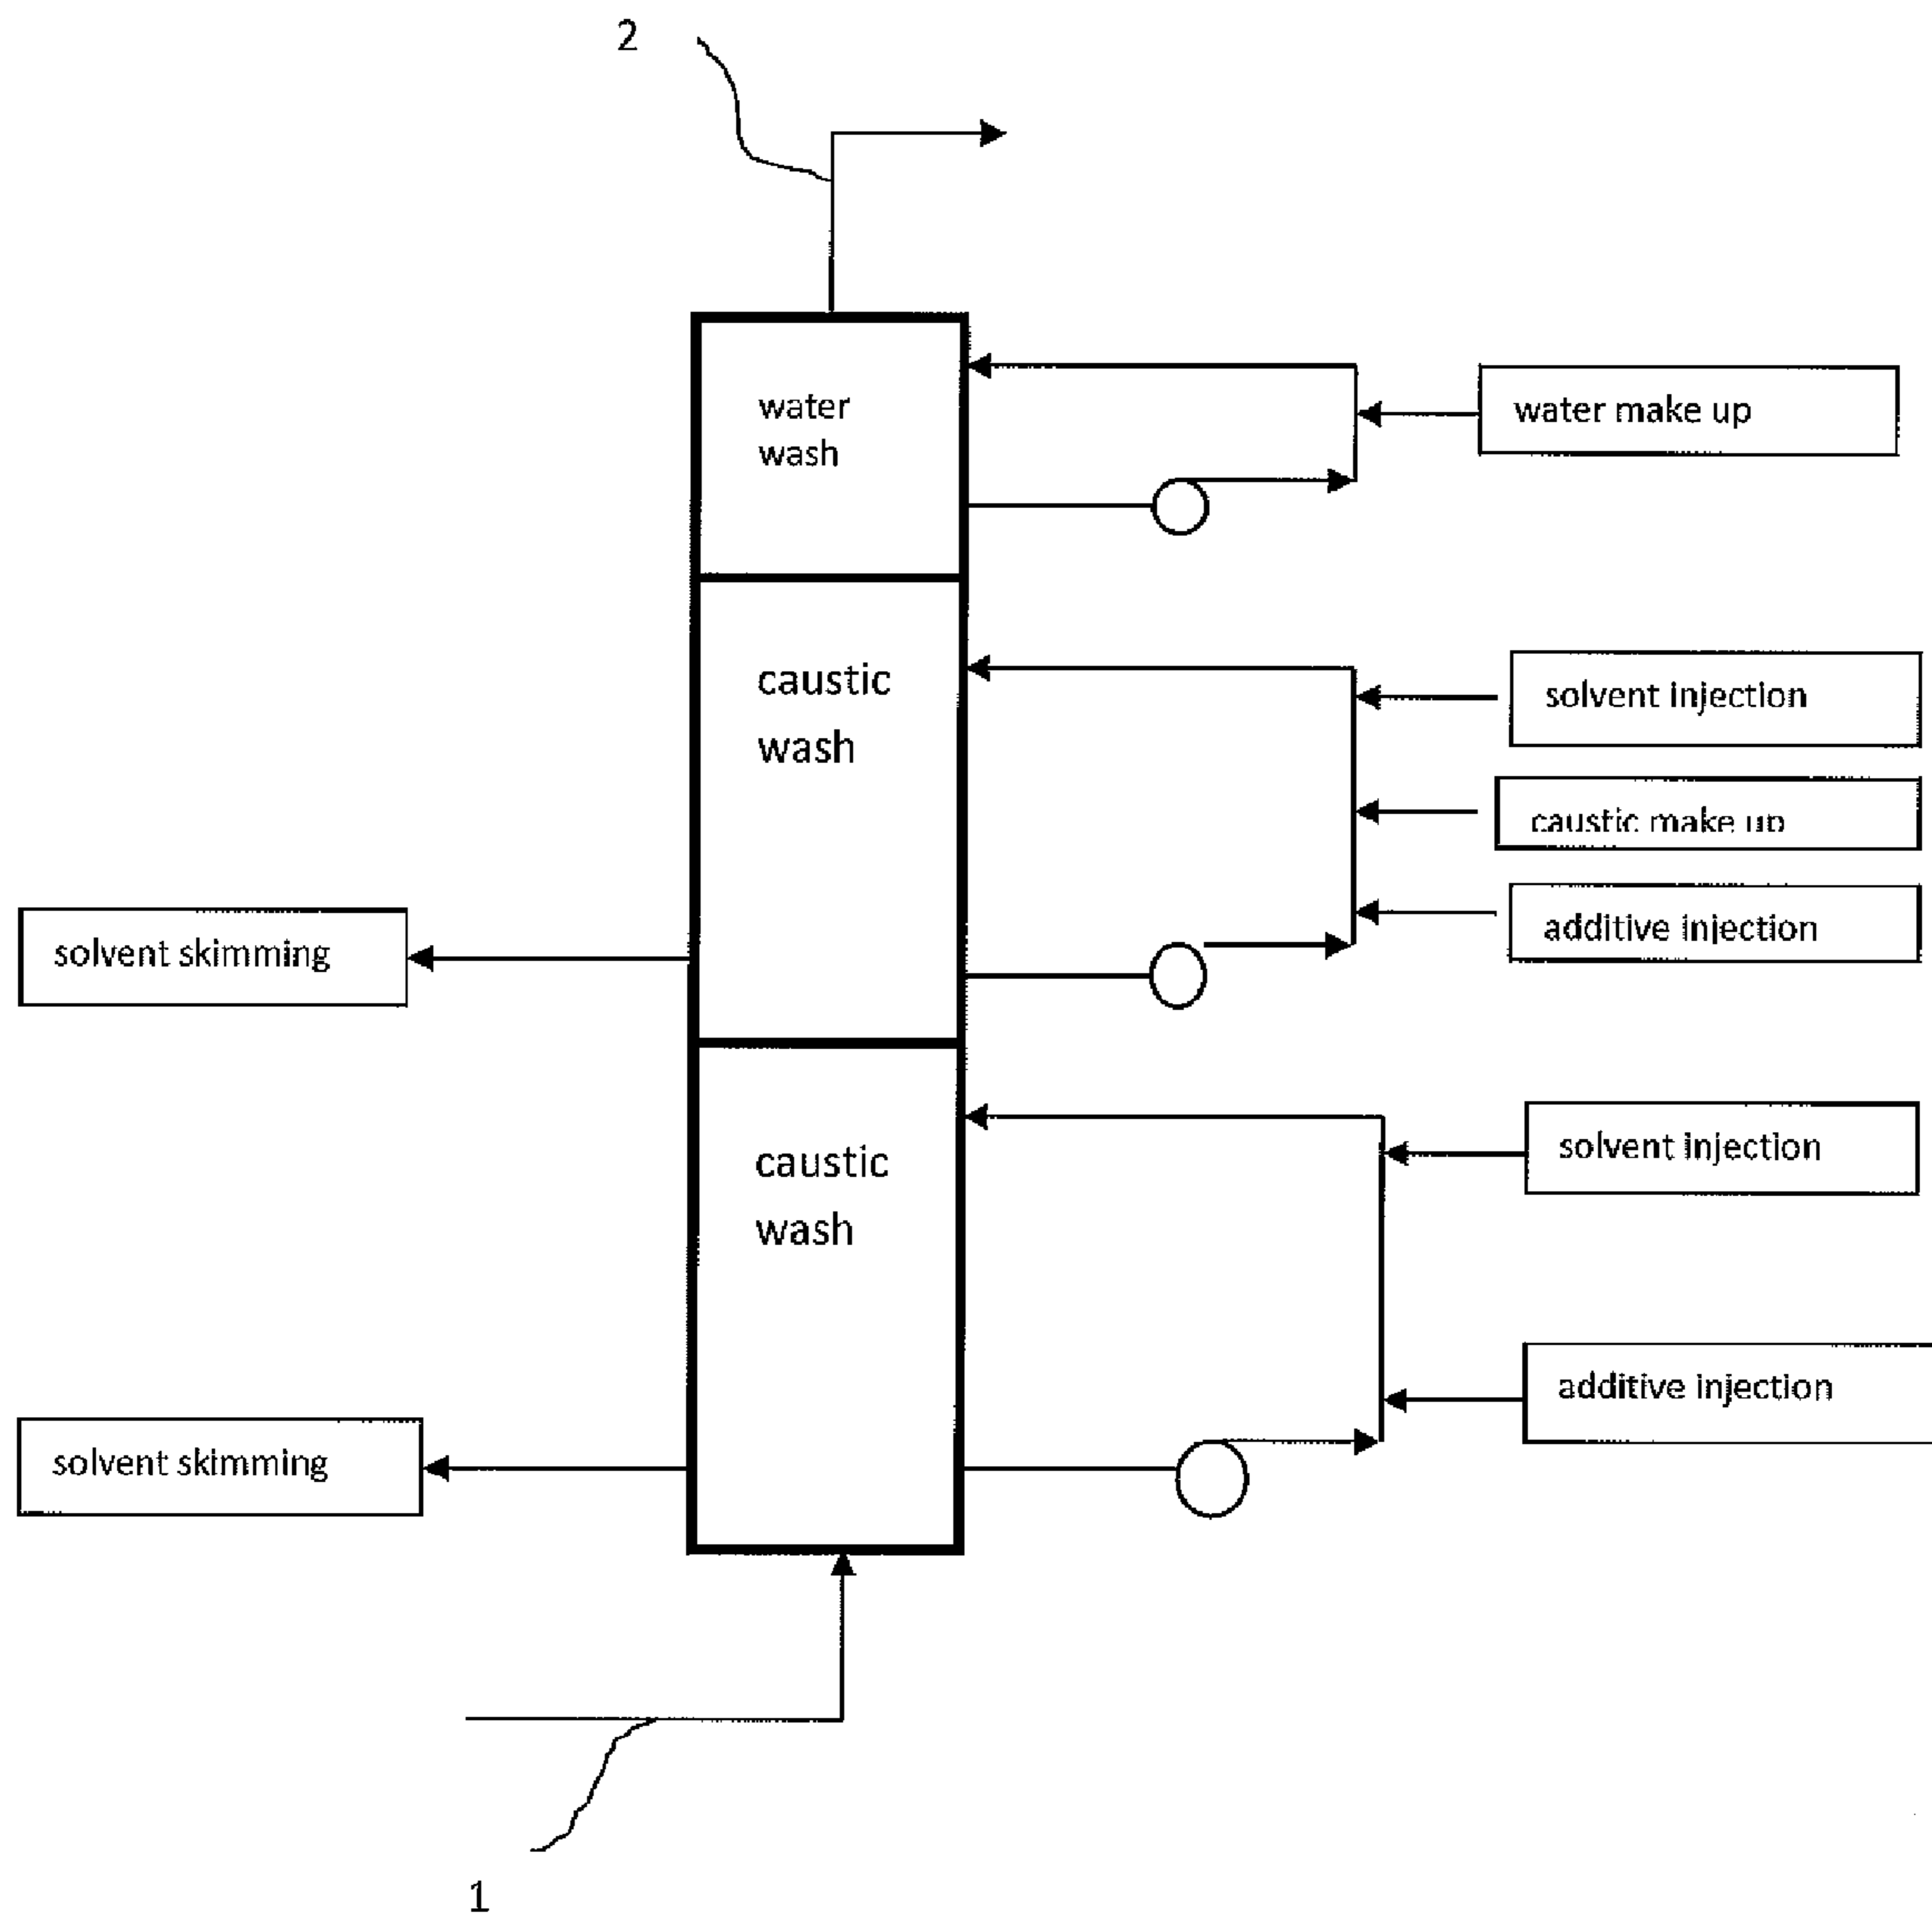 2
water
wash
water make up
caustic
wash
solvent injection
caustic make up
additive injection
solvent skimming
caustic
wash
solvent injection
additive injection
solvent skimming
1